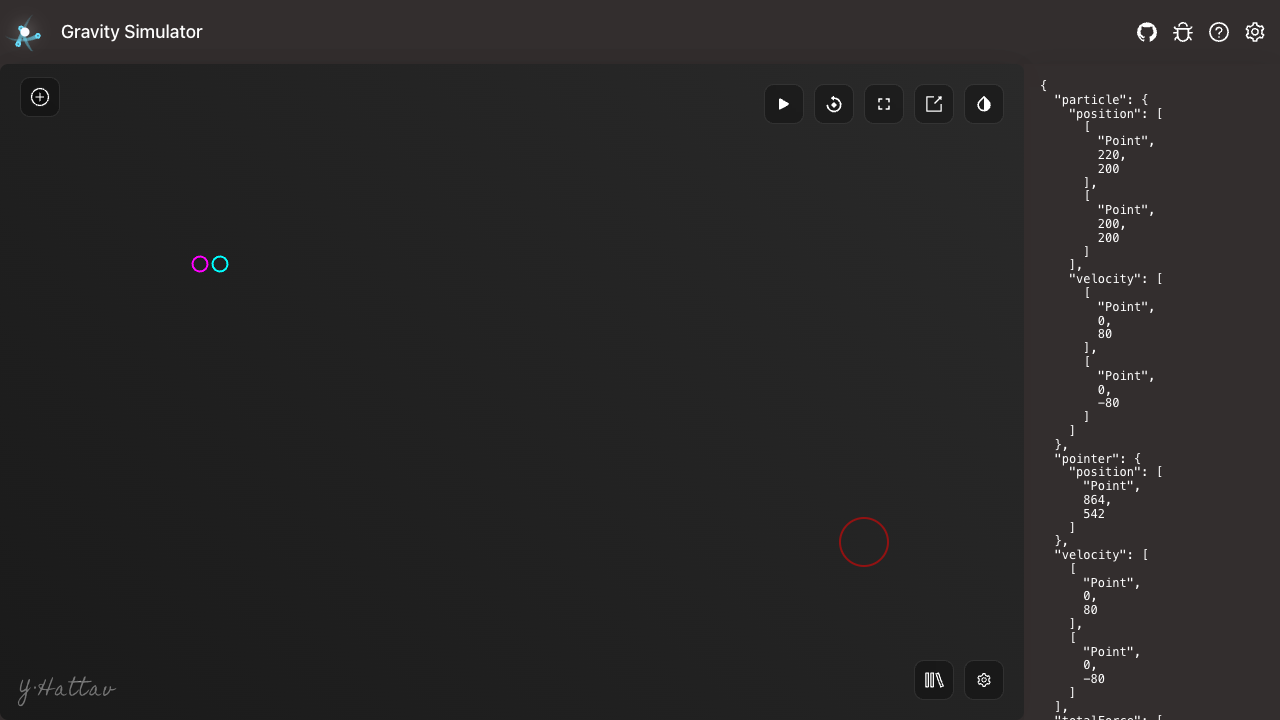 Gravity Simulator
{
"particle": {
"position": [
[
"Point",
220,
200
],
[
"Point",
200,
200
]
],
"velocity": [
[
"Point",
0,
80
],
[
"Point",
0,
-80
]
]
},
"pointer": {
"position": [
"Point",
864,
542
]
},
"velocity": [
[
"Point",
0,
80
],
[
"Point",
0,
-80
]
],
"totalForce": [
Y·Hattav